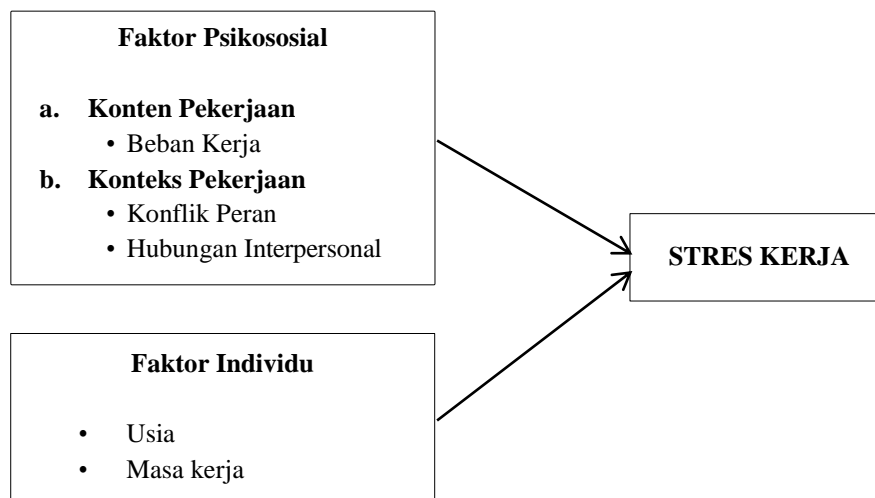 Faktor Psikososial
a. Konten Pekerjaan
• Beban Kerja
b. Konteks Pekerjaan
• Konflik Peran
• Hubungan Interpersonal
STRES KERJA
Faktor Individu
• Usia
• Masa kerja